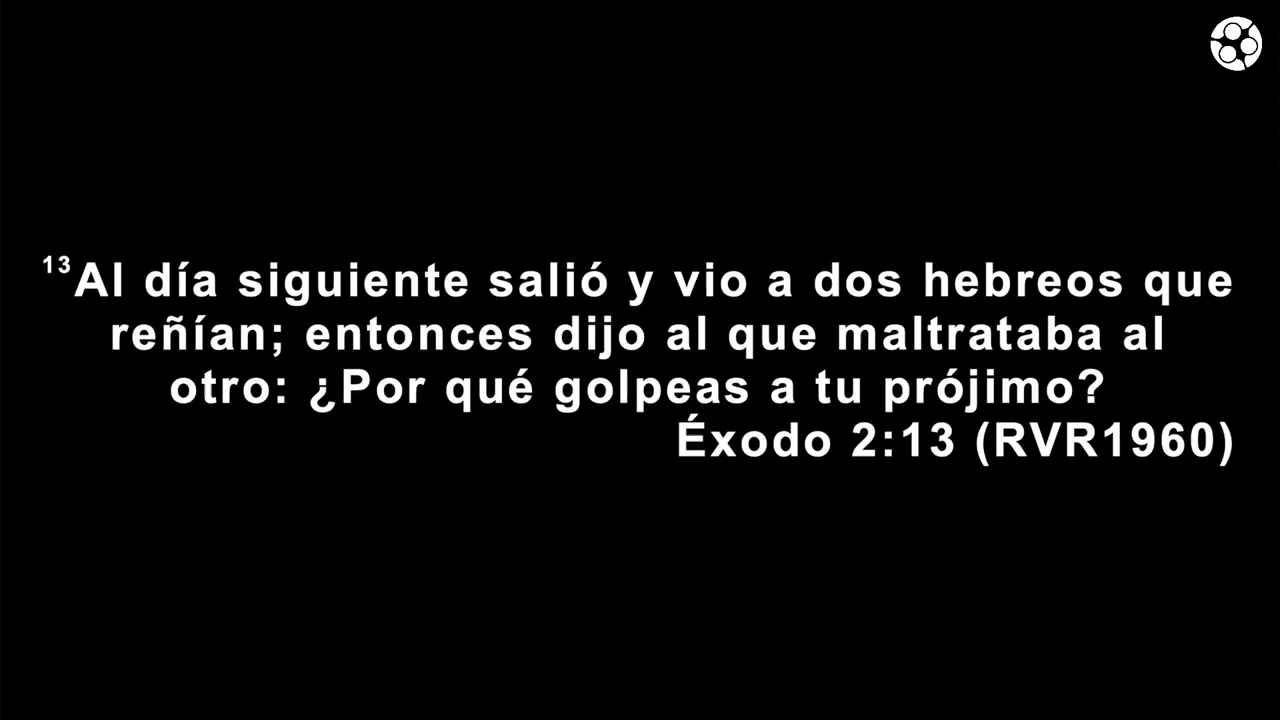 13Al día siguiente salió y vio a dos hebreos que
reñían; entonces dijo al que maltrataba al
otro: ¿Por qué golpeas a tu prójimo?
Éxodo 2:13 (RVR1960)